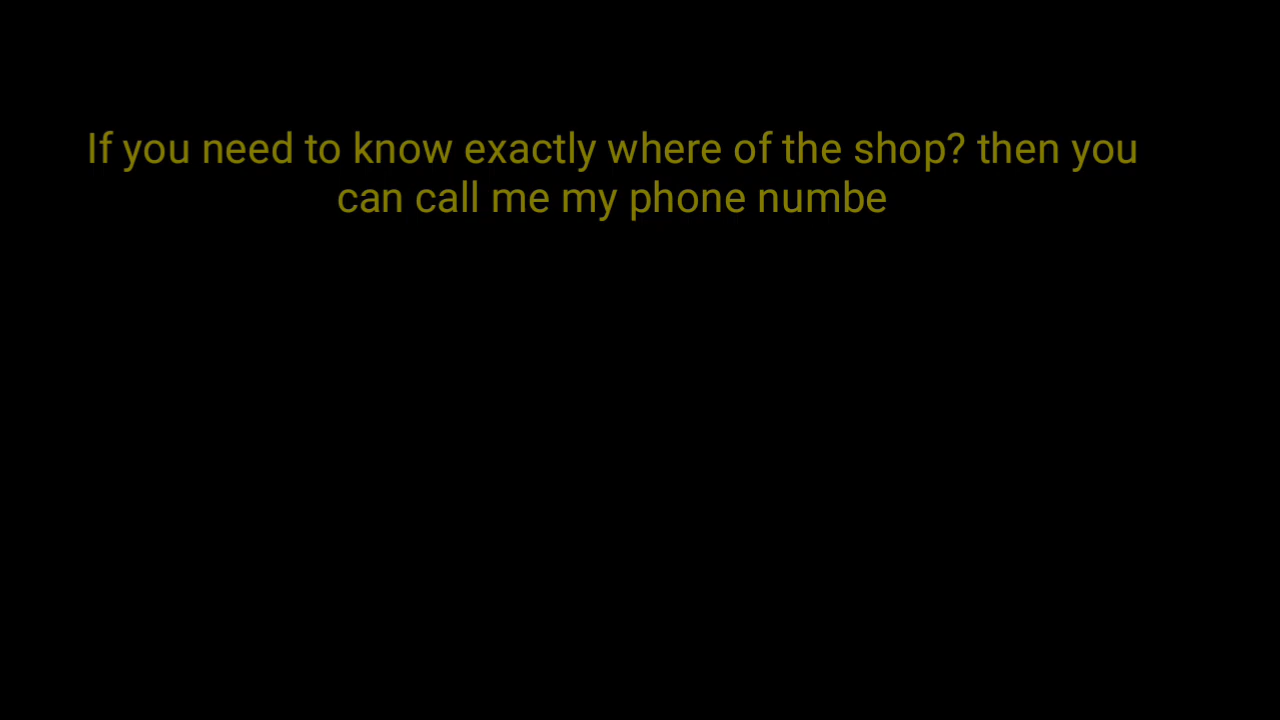 If you need to know exactly where of the shop? then you
can call me my phone numbe